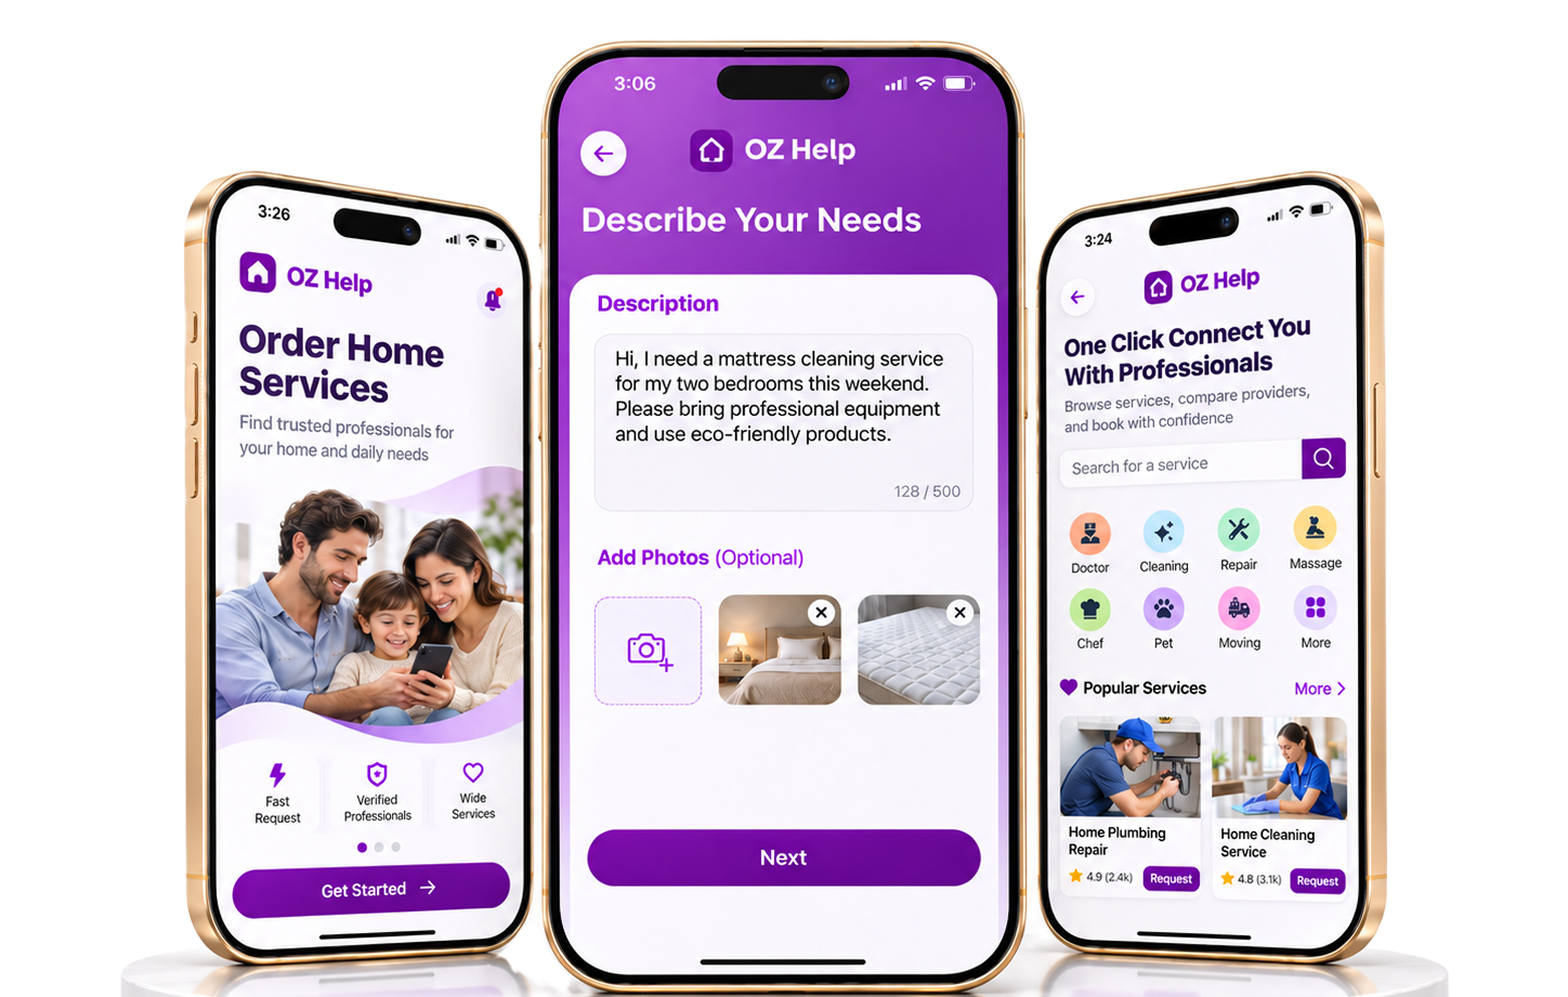 3:26
OZ Help
Order Home
Services
Find trusted professionals for
your home and daily needs
Fast
Request
Verified
Professionals
Wide
Services
Get Started
3:06
OZ Help
Describe Your Needs
Description
Hi, I need a mattress cleaning service
for my two bedrooms this weekend.
Please bring professional equipment
and use eco-friendly products.
128 / 500
Add Photos (Optional)
Next
3:24
OZ Help
One Click Connect You
With Professionals
Browse services, compare providers,
and book with confidence
Search for a service
Doctor
Cleaning
Repair
Massage
Chef
Pet
Moving
More
Popular Services
More
Home Plumbing
Repair
4.9 (2.4k)
Request
Home Cleaning
Service
4.8 (3.1k)
Request